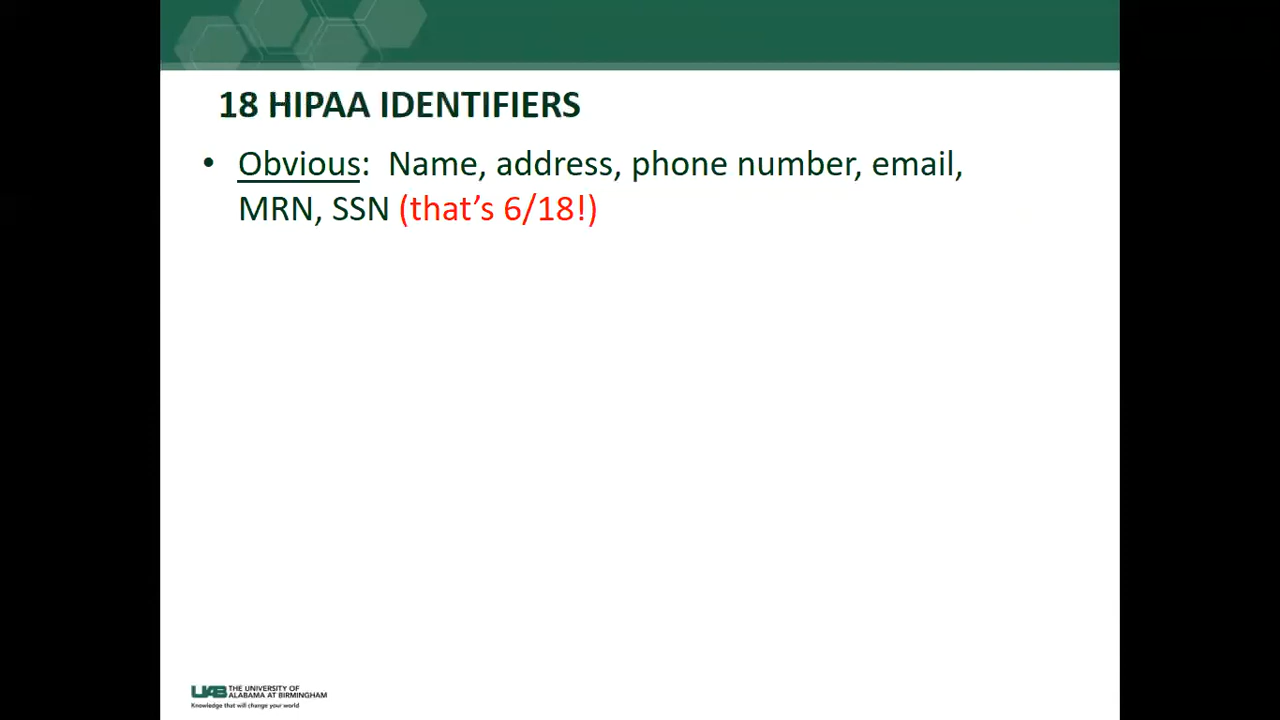 18 HIPAA IDENTIFIERS
• Obvious:  Name, address, phone number, email,
MRN, SSN (that’s 6/18!)
UAB THE UNIVERSITY OF
ALABAMA AT BIRMINGHAM
Knowledge that will change your world